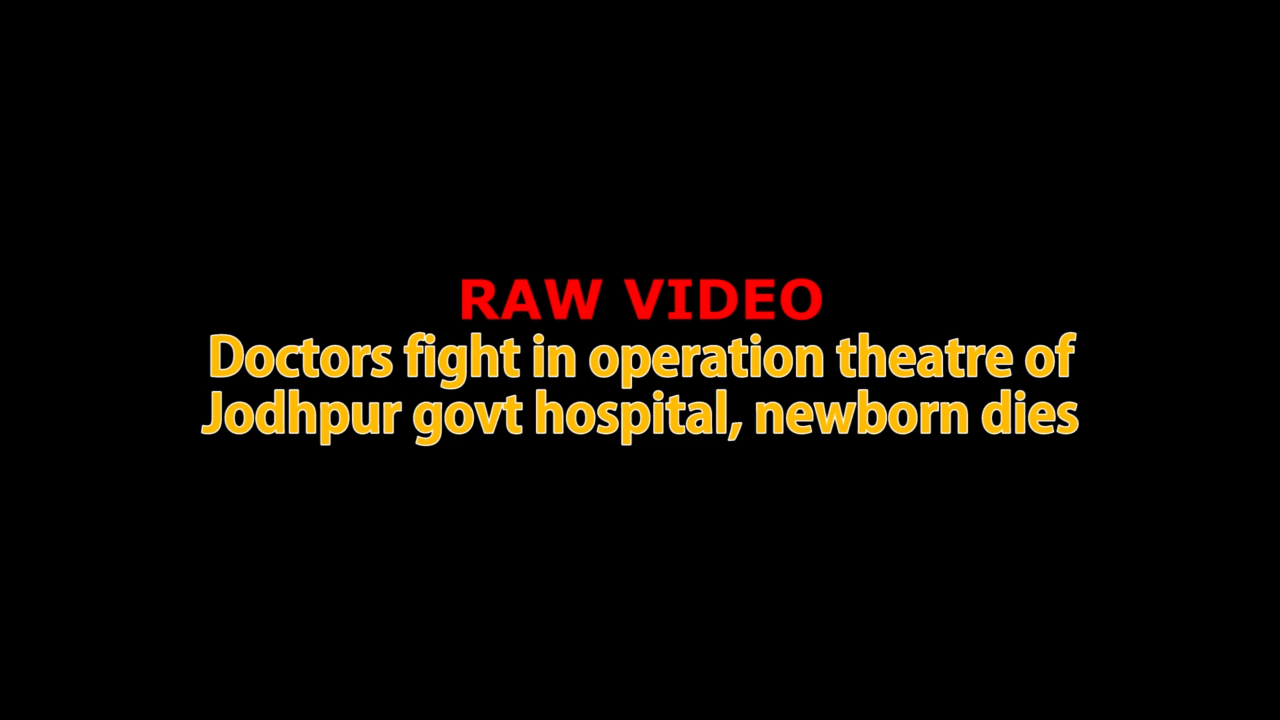 RAW VIDEO
Doctors fight in operation theatre of
Jodhpur govt hospital, newborn dies